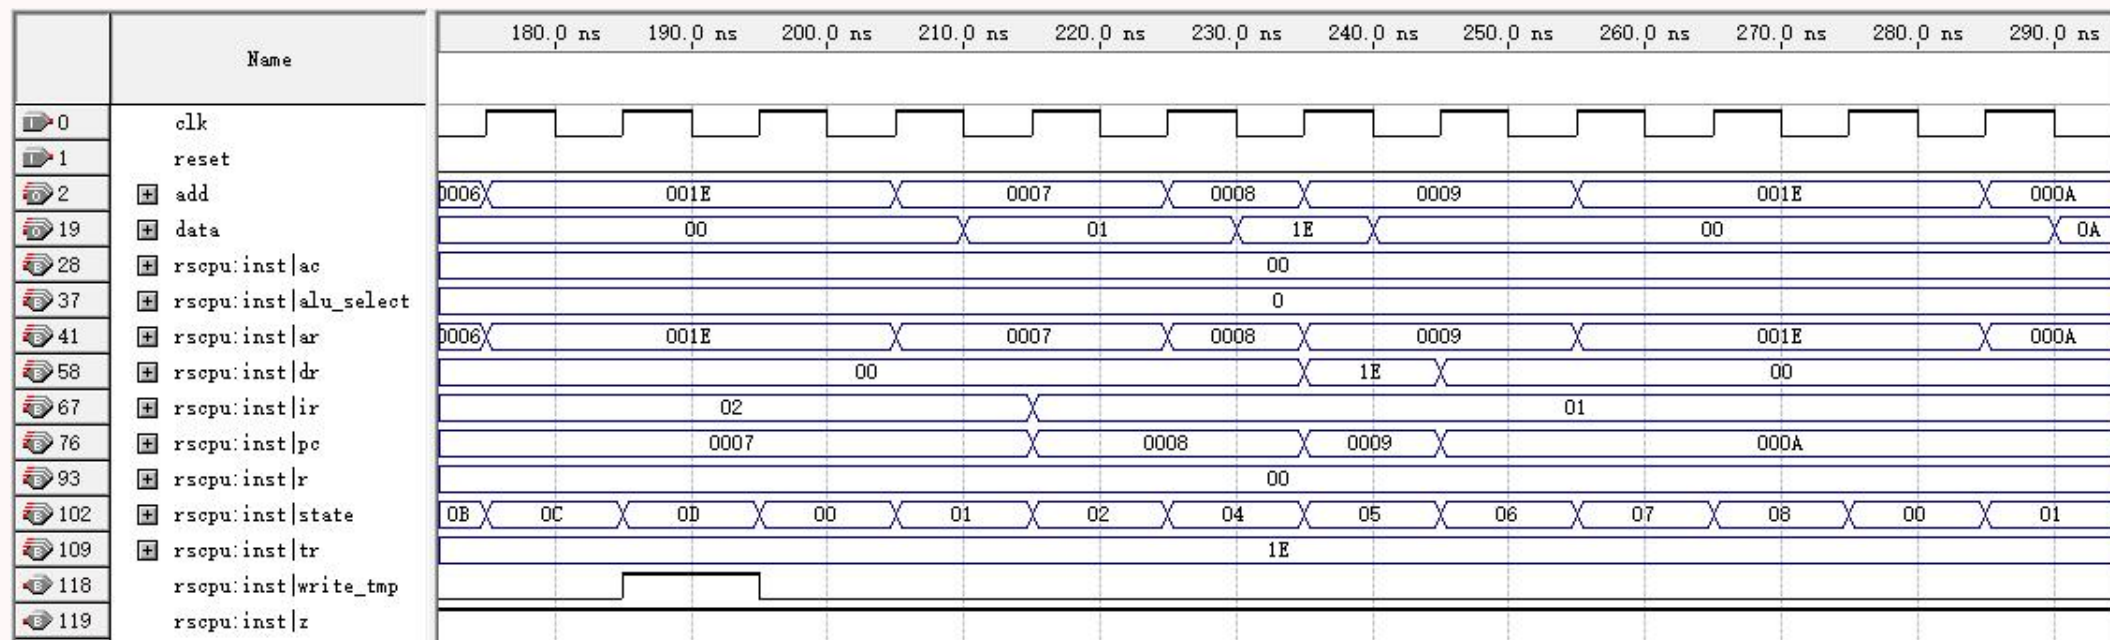 Name 180.0 ns 190.0 ns 200.0 ns 210.0 ns 220.0 ns 230.0 ns 240.0 ns 250.0 ns 260.0 ns 270.0 ns 280.0 ns 290.0 ns
0 clk
1 reset
2 add 0006 001E 0007 0008 0009 001E 000A
19 data 00 01 1E 00 0A
28 rscpu:inst|ac 00
37 rscpu:inst|alu_select 0
41 rscpu:inst|ar 0006 001E 0007 0008 0009 001E 000A
58 rscpu:inst|dr 00 1E 00
67 rscpu:inst|ir 02 01
76 rscpu:inst|pc 0007 0008 0009 000A
93 rscpu:inst|r 00
102 rscpu:inst|state 0B 0C 0D 00 01 02 04 05 06 07 08 00 01
109 rscpu:inst|tr 1E
118 rscpu:inst|write_tmp
119 rscpu:inst|z